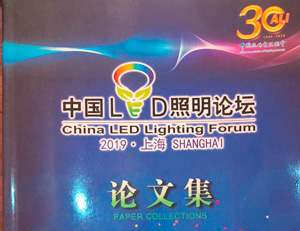 30
ALI
中国LED照明论坛
China LED Lighting Forum
2019·上海 SHANGHAI
论文集
PAPER COLLECTIONS